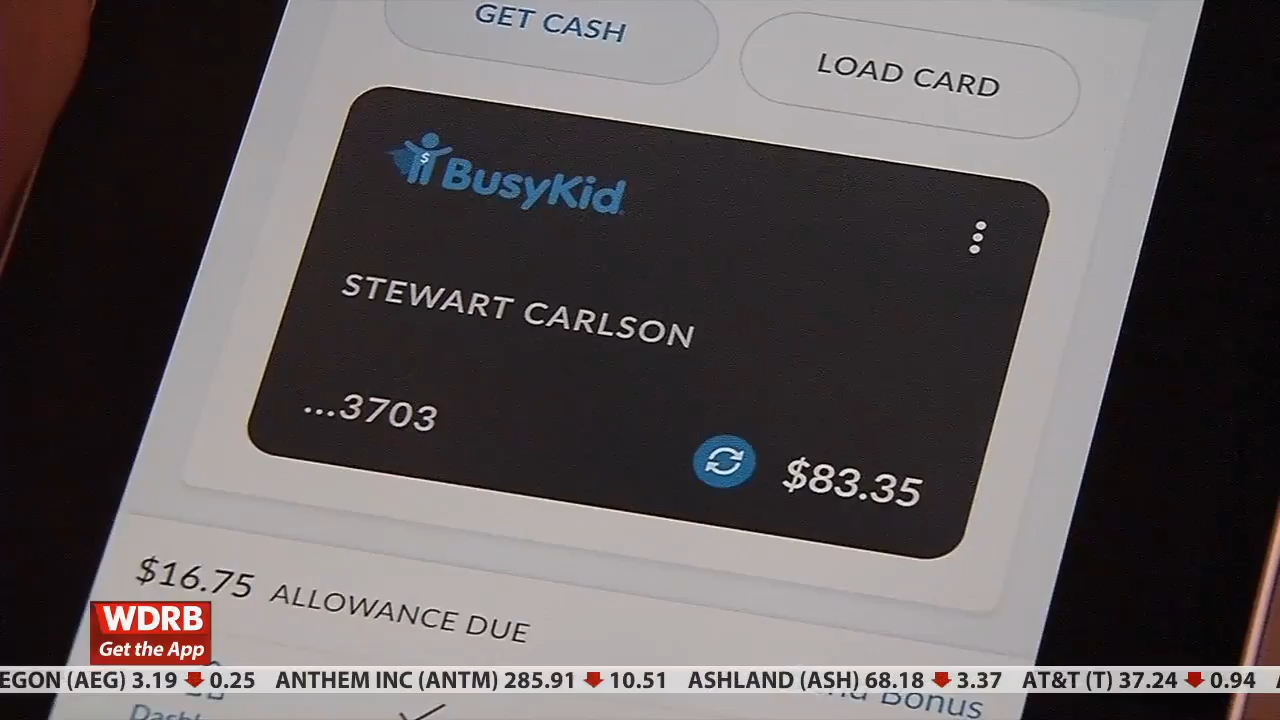 GET CASH
LOAD CARD
BusyKid
STEWART CARLSON
...3703
$83.35
$16.75 ALLOWANCE DUE
WDRB
Get the App
EGON (AEG) 3.19 0.25 ANTHEM INC (ANTM) 285.91 10.51 ASHLAND (ASH) 68.18 3.37 AT&T (T) 37.24 0.94
Bonus